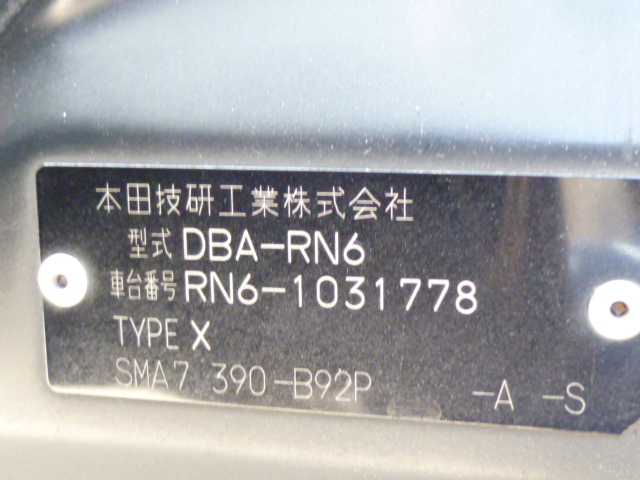 本田技研工業株式会社
型式 DBA-RN6
車台番号 RN6-1031778
TYPE X
SMA7 390-B92P -A -S